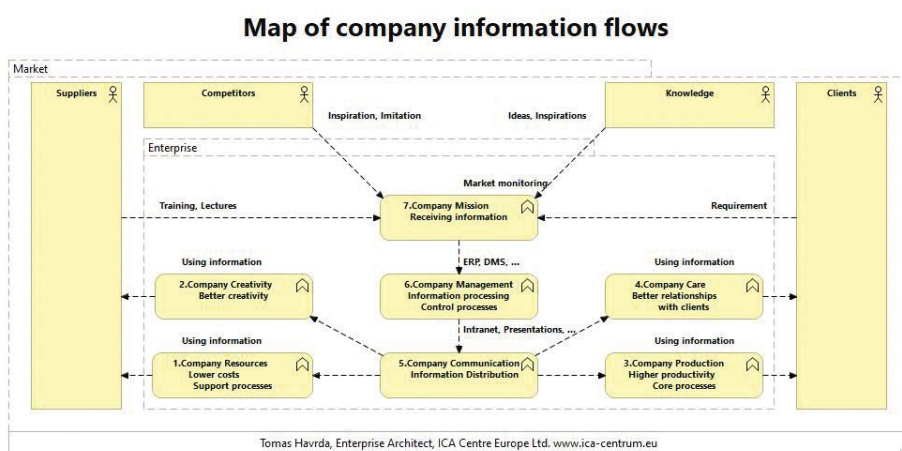 Map of company information flows
Market
Suppliers
Competitors
Knowledge
Clients
Inspiration, Imitation
Ideas, Inspirations
Enterprise
Market monitoring
7.Company Mission
Receiving information
Training, Lectures
Requirement
ERP, DMS, ...
Using information
2.Company Creativity
Better creativity
6.Company Management
Information processing
Control processes
Using information
4.Company Care
Better relationships
with clients
Intranet, Presentations, ...
Using information
1.Company Resources
Lower costs
Support processes
5.Company Communication
Information Distribution
Using information
3.Company Production
Higher productivity
Core processes
Tomas Havrda, Enterprise Architect, ICA Centre Europe Ltd. www.ica-centrum.eu